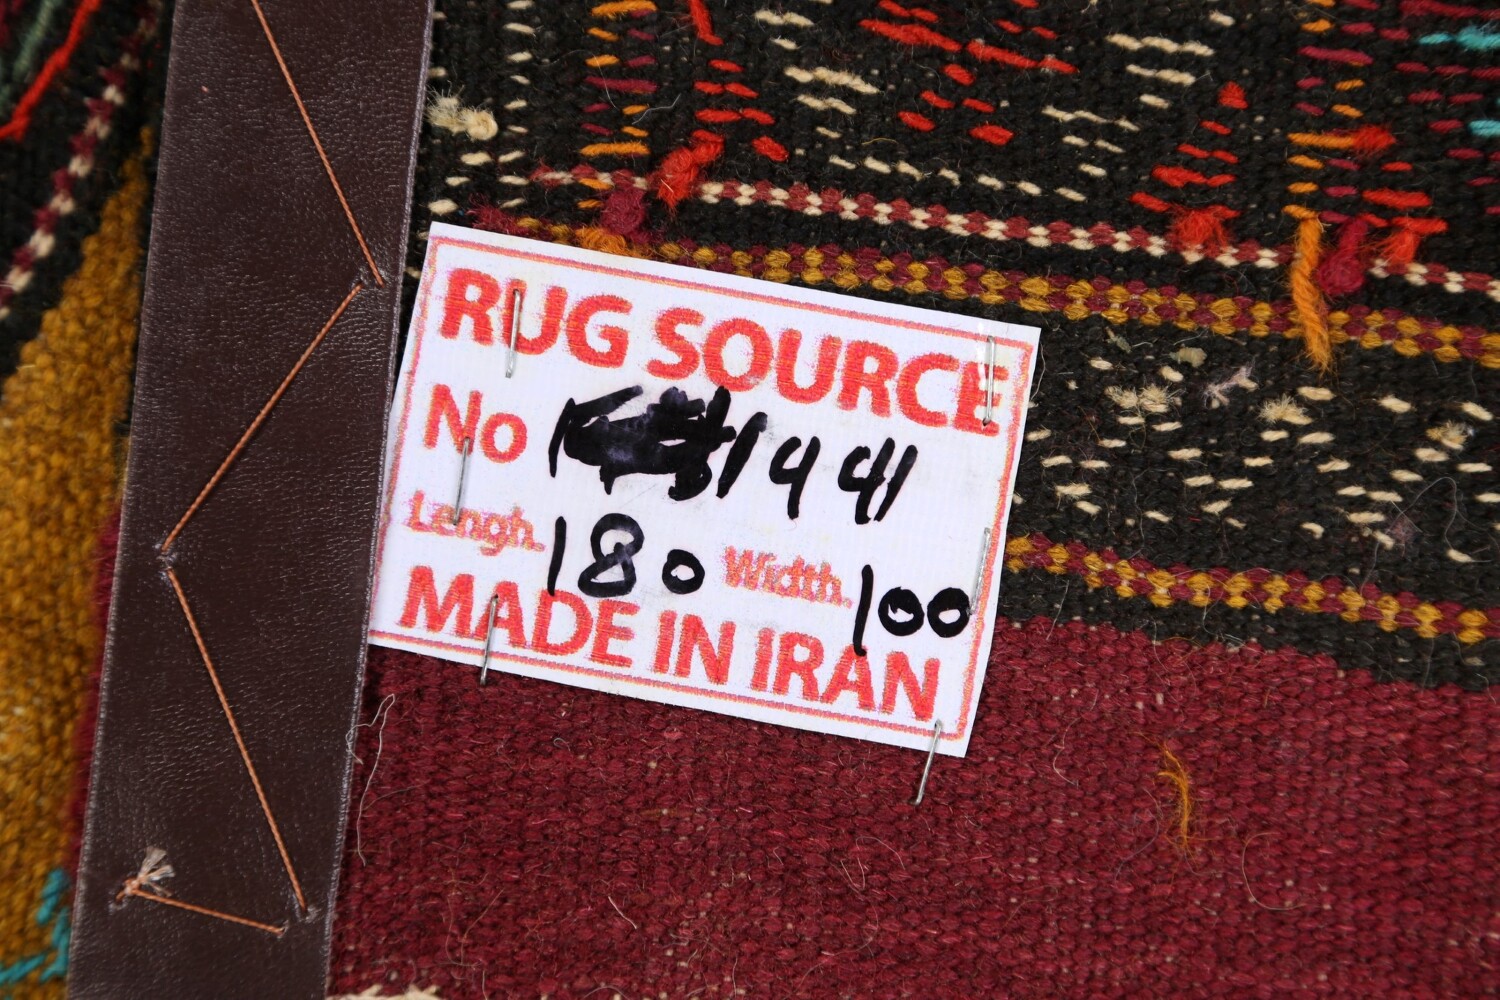 RUG SOURCE
No 1441
Lengh. 180 Width. 100
MADE IN IRAN